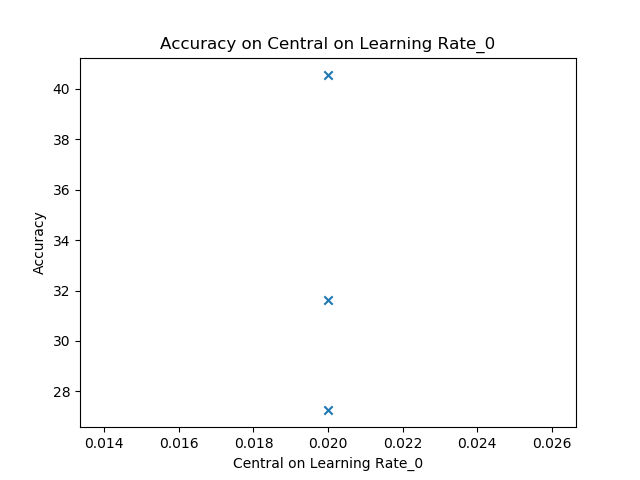 Accuracy on Central on Learning Rate_0
40
38
36
34
32
30
28
Accuracy
0.014 0.016 0.018 0.020 0.022 0.024 0.026
Central on Learning Rate_0